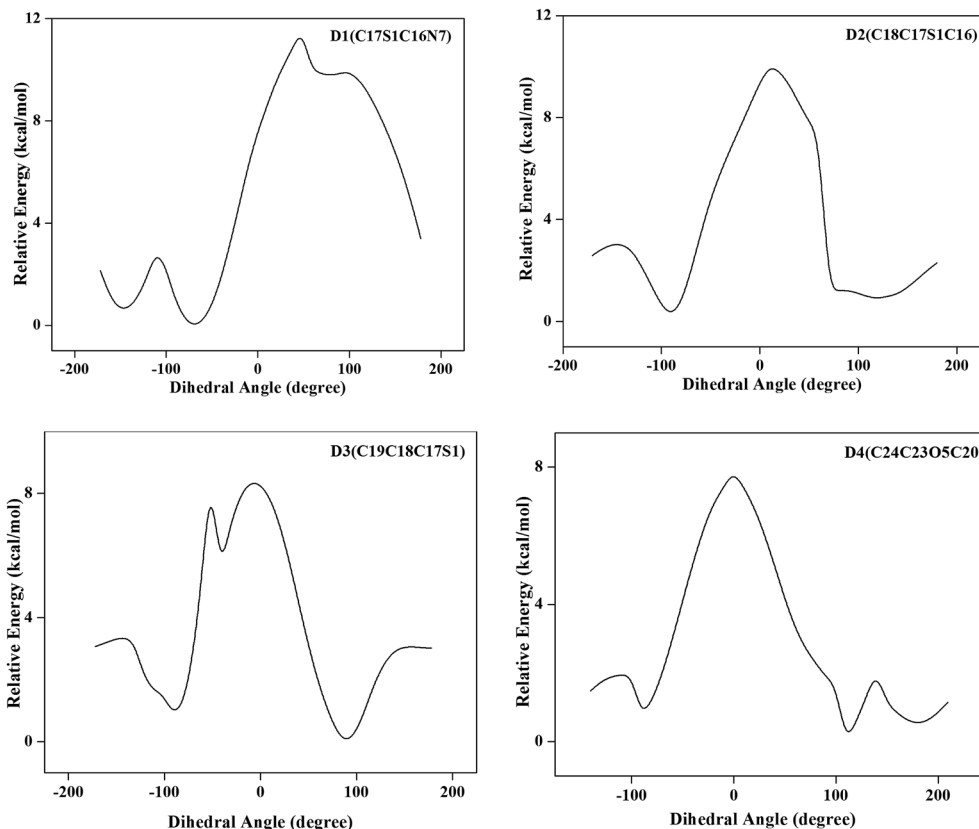 D1(C17S1C16N7)
Relative Energy (kcal/mol)
12
8
4
0
-200 -100 0 100 200
Dihedral Angle (degree)
D2(C18C17S1C16)
Relative Energy (kcal/mol)
12
8
4
0
-200 -100 0 100 200
Dihedral Angle (degree)
D3(C19C18C17S1)
Relative Energy (kcal/mol)
8
4
0
-200 -100 0 100 200
Dihedral Angle (degree)
D4(C24C23O5C20
Relative Energy (kcal/mol)
8
4
0
-100 0 100 200
Dihedral Angle (degree)